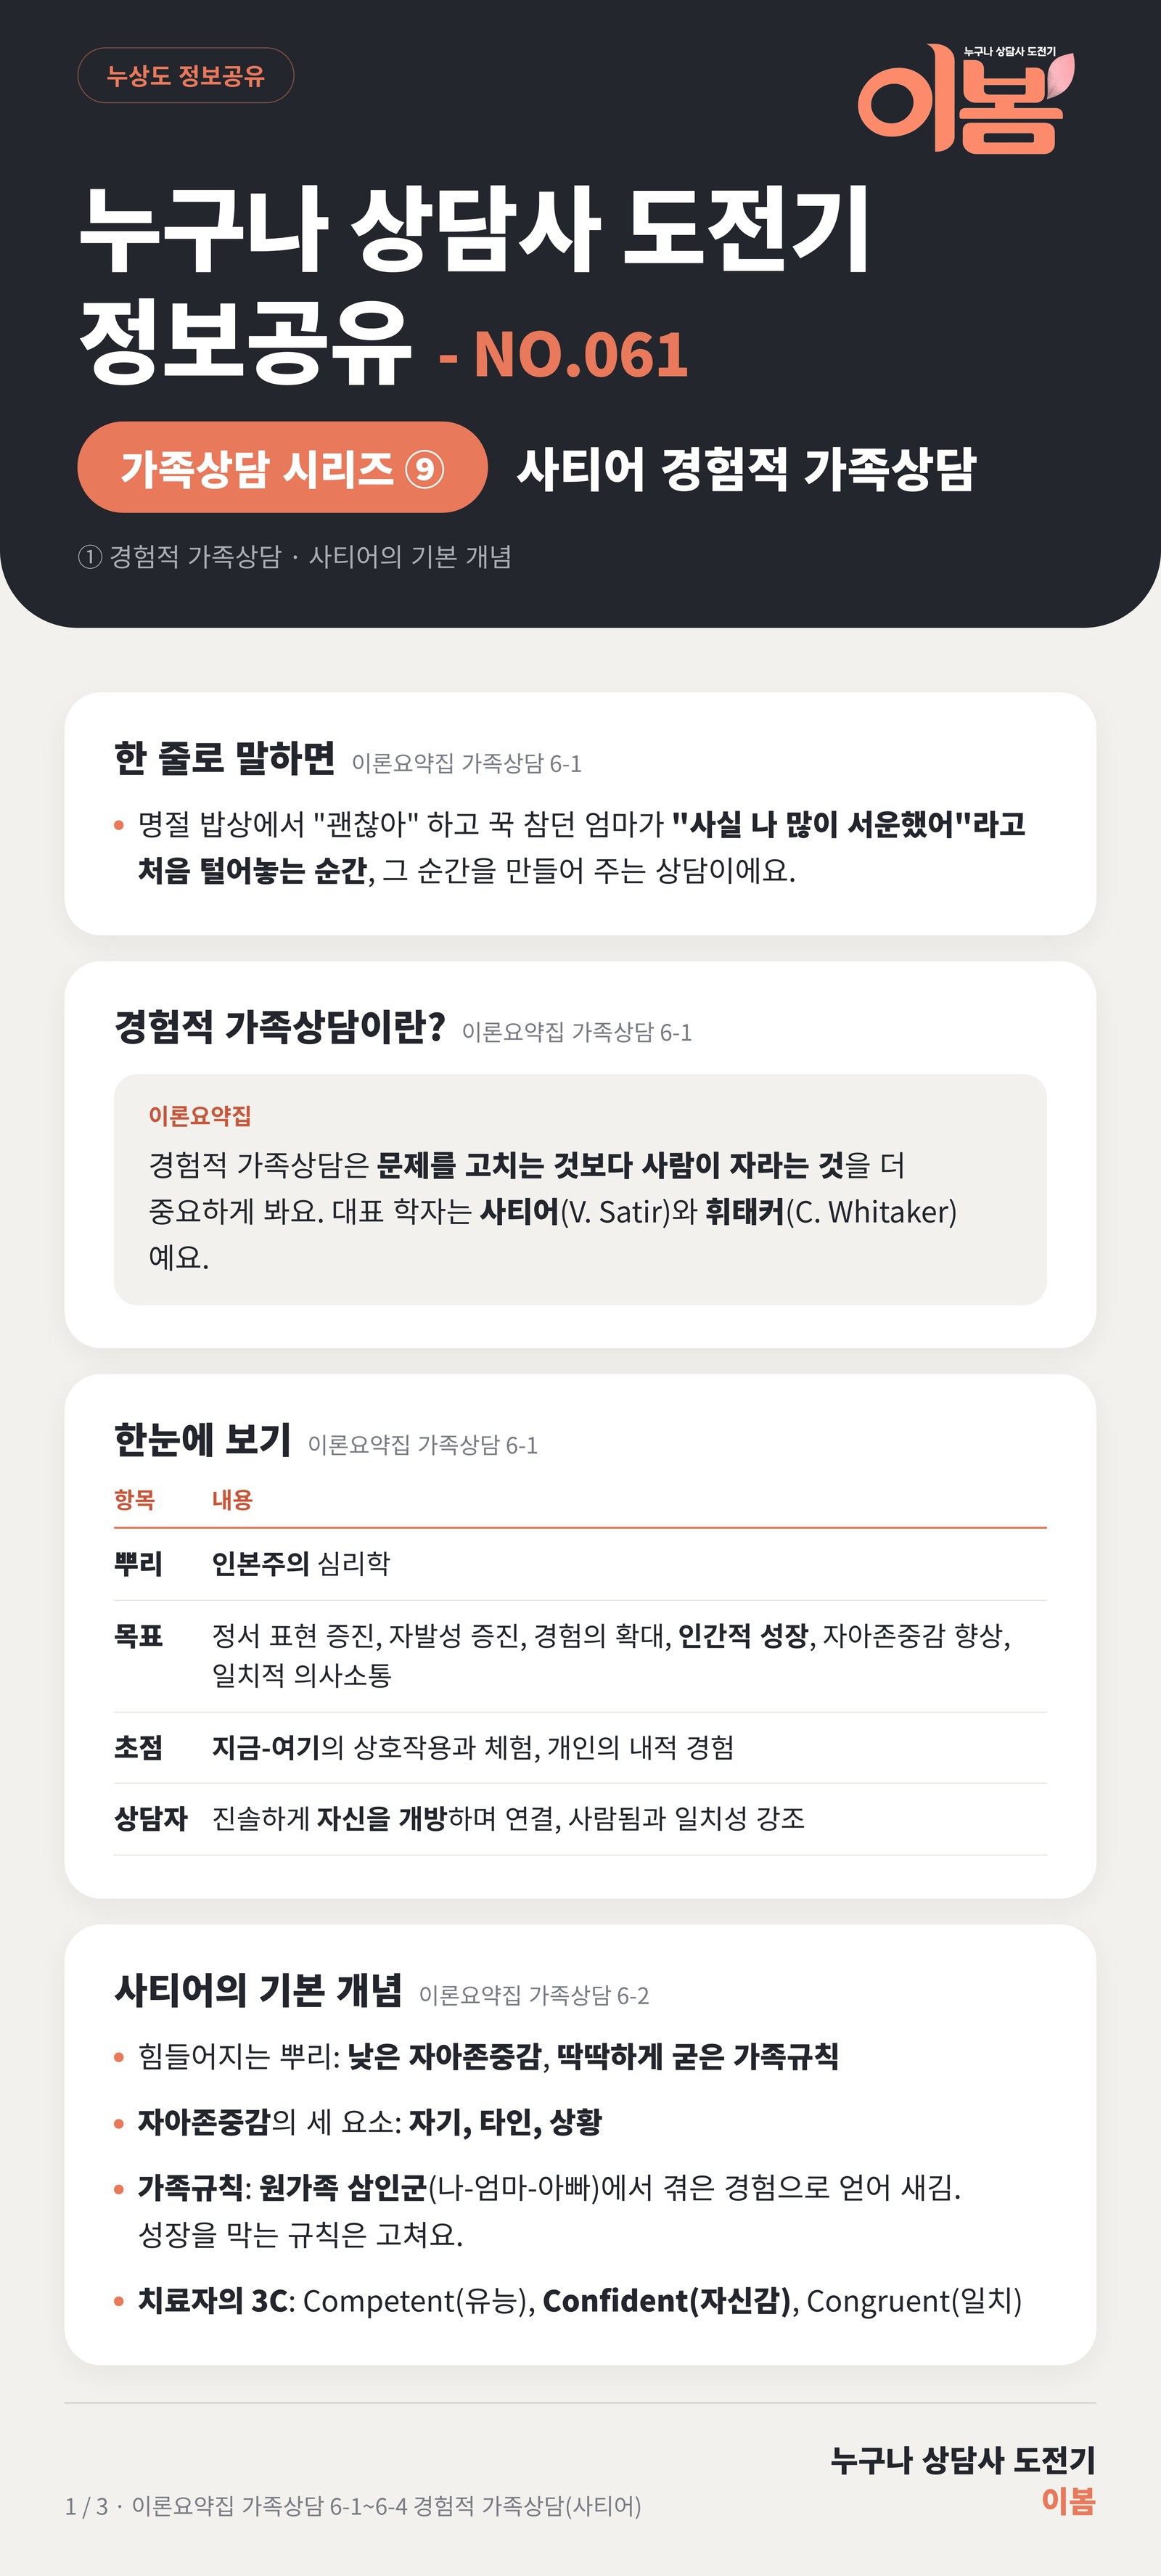 누상도 정보공유
누구나 상담사 도전기
이봄
누구나 상담사 도전기
정보공유 - NO.061
가족상담 시리즈 ⑨ 사티어 경험적 가족상담
① 경험적 가족상담 · 사티어의 기본 개념
한 줄로 말하면 이론요약집 가족상담 6-1
• 명절 밥상에서 "괜찮아" 하고 꾹 참던 엄마가 "사실 나 많이 서운했어"라고
처음 털어놓는 순간, 그 순간을 만들어 주는 상담이에요.
경험적 가족상담이란? 이론요약집 가족상담 6-1
이론요약집
경험적 가족상담은 문제를 고치는 것보다 사람이 자라는 것을 더
중요하게 봐요. 대표 학자는 사티어(V. Satir)와 휘태커(C. Whitaker)
예요.
한눈에 보기 이론요약집 가족상담 6-1
항목 내용
뿌리 인본주의 심리학
목표 정서 표현 증진, 자발성 증진, 경험의 확대, 인간적 성장, 자아존중감 향상,
일치적 의사소통
초점 지금-여기의 상호작용과 체험, 개인의 내적 경험
상담자 진솔하게 자신을 개방하며 연결, 사람됨과 일치성 강조
사티어의 기본 개념 이론요약집 가족상담 6-2
• 힘들어지는 뿌리: 낮은 자아존중감, 딱딱하게 굳은 가족규칙
• 자아존중감의 세 요소: 자기, 타인, 상황
• 가족규칙: 원가족 삼인군(나-엄마-아빠)에서 겪은 경험으로 얻어 새김.
성장을 막는 규칙은 고쳐요.
• 치료자의 3C: Competent(유능), Confident(자신감), Congruent(일치)
누구나 상담사 도전기
1 / 3 · 이론요약집 가족상담 6-1~6-4 경험적 가족상담(사티어)
이봄